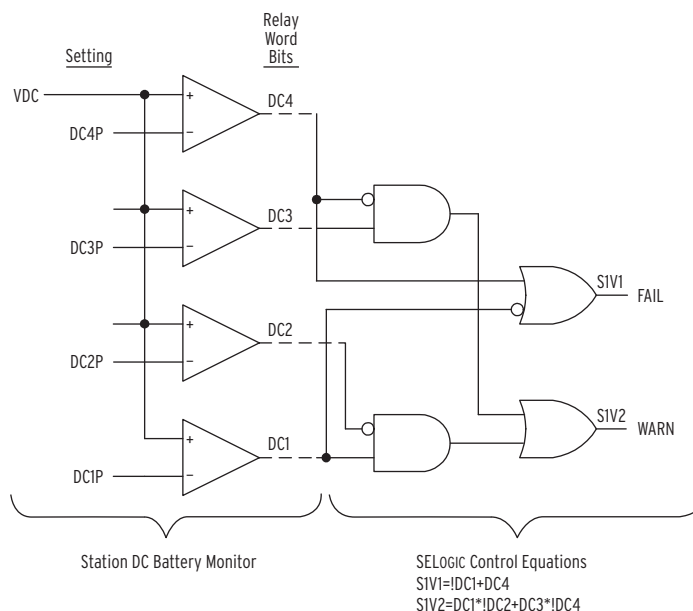 Setting
Relay
Word
Bits
VDC
+
DC4
DC4P
−
+
DC3
DC3P
−
S1V1
FAIL
+
DC2
DC2P
−
S1V2
WARN
+
DC1
DC1P
−
Station DC Battery Monitor
SELOGIC Control Equations
S1V1=!DC1+DC4
S1V2=DC1*!DC2+DC3*!DC4